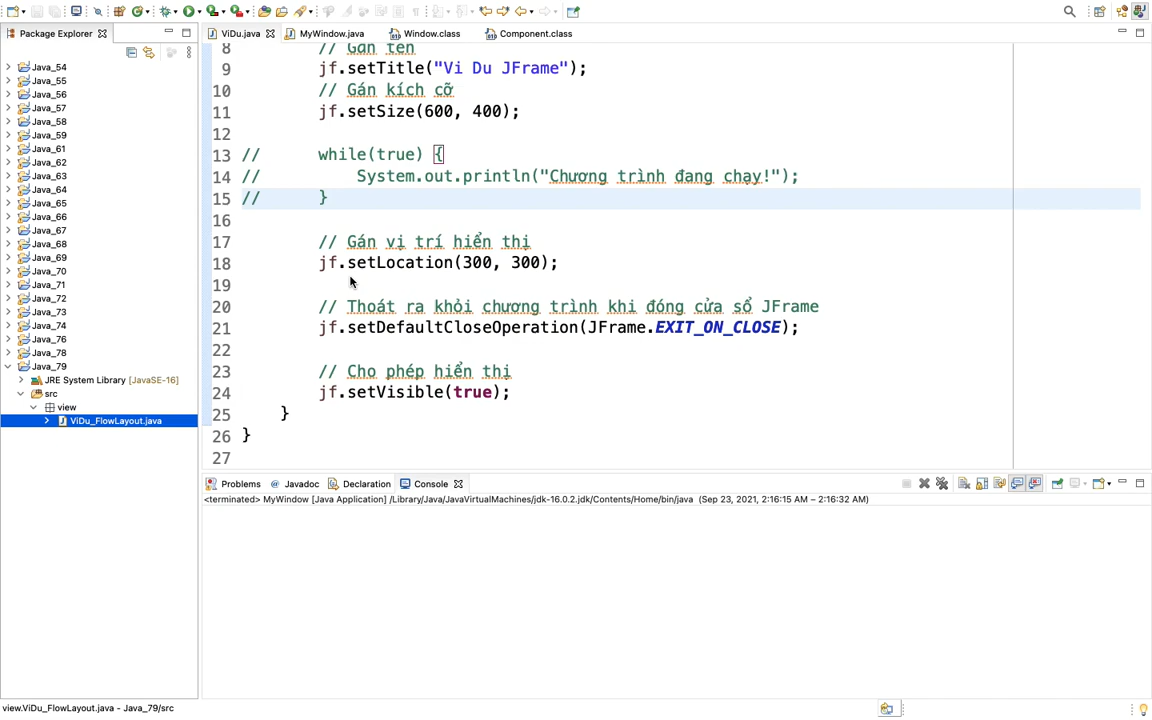 Package Explorer
ViDu.java
MyWindow.java
Window.class
Component.class
Java_54
Java_55
Java_56
Java_57
Java_58
Java_59
Java_61
Java_62
Java_63
Java_64
Java_65
Java_66
Java_67
Java_68
Java_69
Java_70
Java_71
Java_72
Java_73
Java_74
Java_76
Java_78
Java_79
JRE System Library [JavaSE-16]
src
view
ViDu_FlowLayout.java
8 // Gán tên
9 jf.setTitle("Vi Du JFrame");
10 // Gán kích cỡ
11 jf.setSize(600, 400);
12
13 // while(true) {
14 // System.out.println("Chương trình đang chạy!");
15 // }
16
17 // Gán vị trí hiển thị
18 jf.setLocation(300, 300);
19
20 // Thoát ra khỏi chương trình khi đóng cửa sổ JFrame
21 jf.setDefaultCloseOperation(JFrame.EXIT_ON_CLOSE);
22
23 // Cho phép hiển thị
24 jf.setVisible(true);
25 }
26 }
27
Problems @ Javadoc Declaration Console
<terminated> MyWindow [Java Application] /Library/Java/JavaVirtualMachines/jdk-16.0.2.jdk/Contents/Home/bin/java (Sep 23, 2021, 2:16:15 AM – 2:16:32 AM)
view.ViDu_FlowLayout.java - Java_79/src